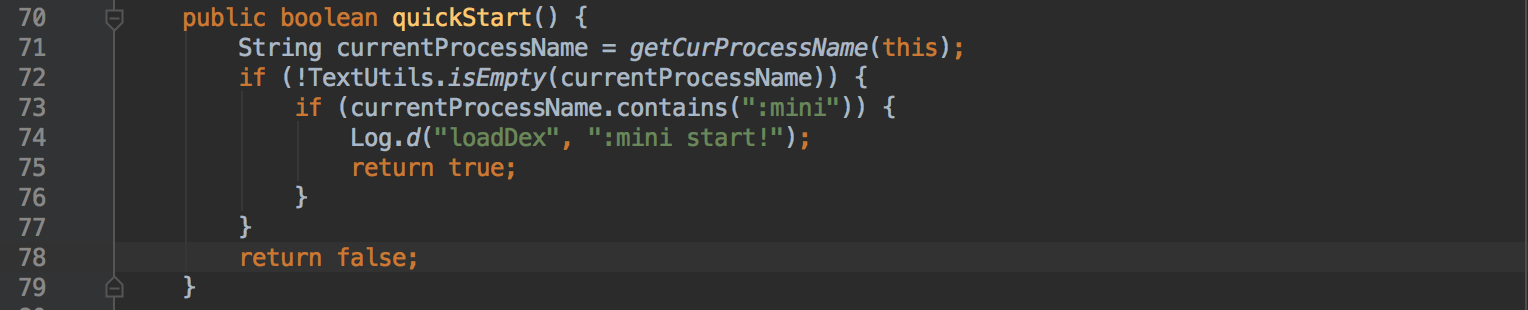 70 public boolean quickStart() {
71 String currentProcessName = getCurProcessName(this);
72 if (!TextUtils.isEmpty(currentProcessName)) {
73 if (currentProcessName.contains(":mini")) {
74 Log.d("loadDex", ":mini start!");
75 return true;
76 }
77 }
78 return false;
79 }